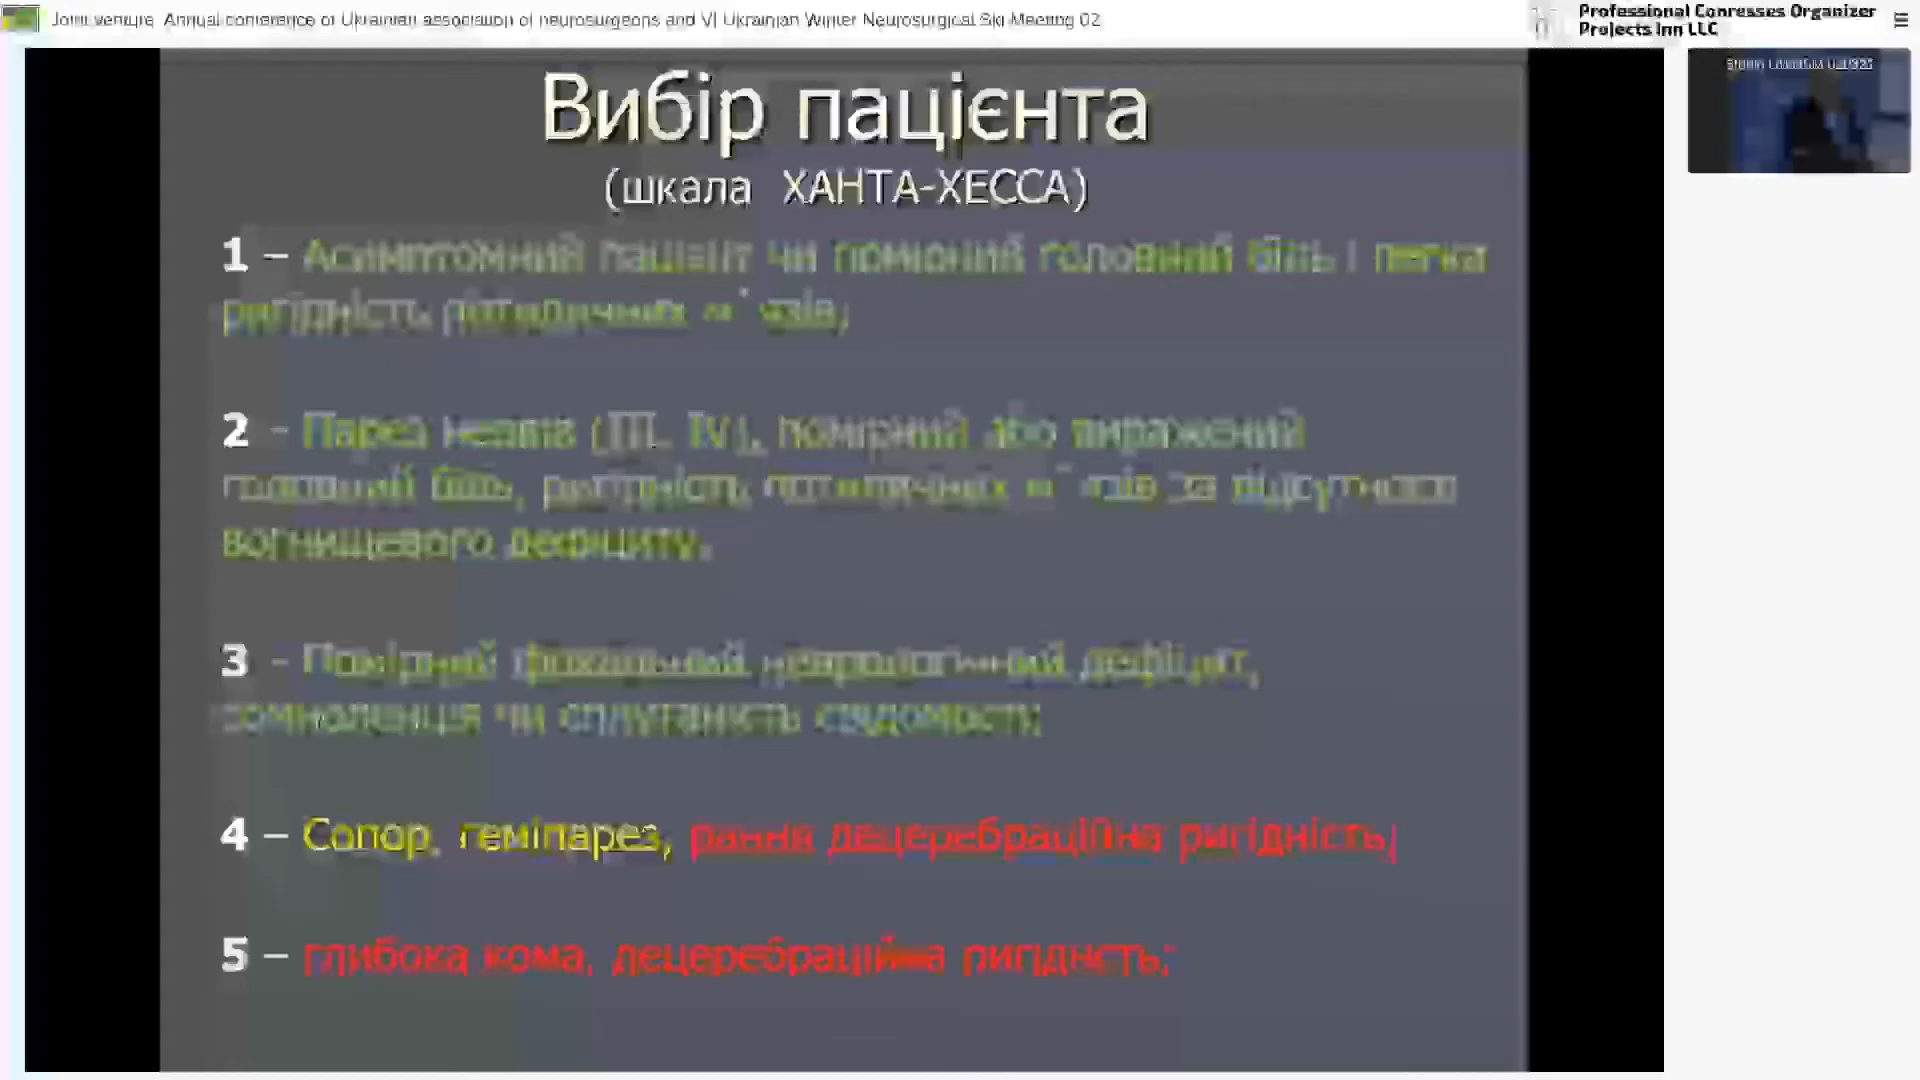 Joint venture Annual conference of Ukrainian association of neurosurgeons and VI Ukrainian Winter Neurosurgical Ski Meeting 02
Professional Conresses Organizer
Projects Inn LLC
Вибір пацієнта
(шкала ХАНТА-ХЕССА)
1 – Асимптомний пацієнт чи помірний головний біль і легка
ригідність потиличних м`язів;
2 - Парез нервів (III, IV), помірний або виражений
головний біль, ригідність потиличних м`язів за відсутності
вогнищевого дефіциту.
3 - Помірний фокальний неврологічний дефіцит,
сомноленція чи сплутаність свідомості;
4 – Сопор, геміпарез, рання децеребраційна ригідність;
5 – глибока кома, децеребраційна ригідність;